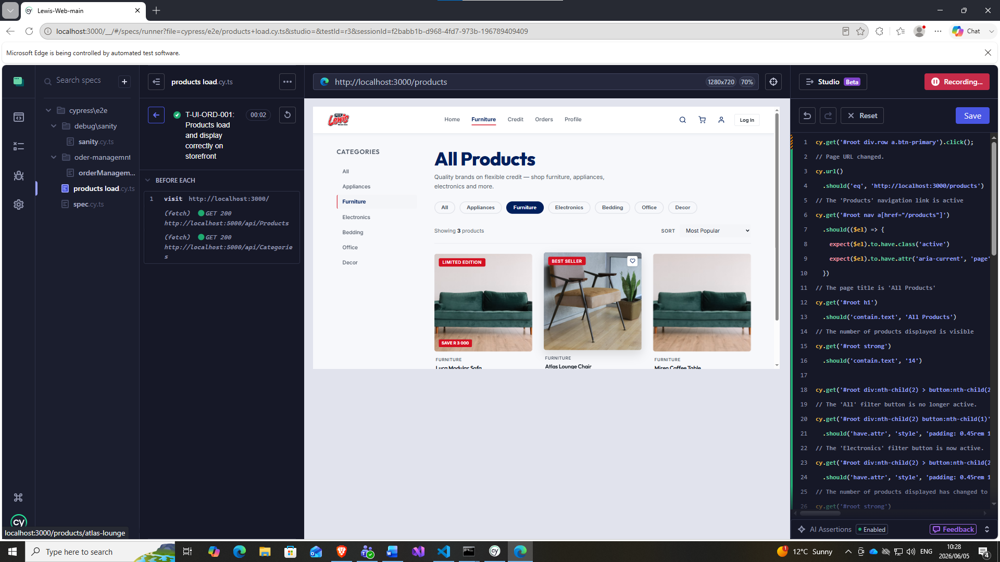 Lewis-Web-main
localhost:3000/__/#/specs/runner?file=cypress/e2e/products+load.cy.ts&studio=&testId=r3&sessionId=f2babb1b-d968-4fd7-973b-196789409409
Chat
Microsoft Edge is being controlled by automated test software.
Search specs
cypress\e2e
debug\sanity
sanity.cy.ts
oder-managemnt
orderManagem...
products load.cy.ts
spec.cy.ts
products load.cy.ts
T-UI-ORD-001:
Products load
and display
correctly on
storefront
00:02
BEFORE EACH
1 visit http://localhost:3000/
(fetch) GET 200
http://localhost:5000/api/Products
(fetch) GET 200
http://localhost:5000/api/Categorie
s
http://localhost:3000/products
1280x720 70%
Lewis
Home Furniture Credit Orders Profile
Log In
CATEGORIES
All
Appliances
Furniture
Electronics
Bedding
Office
Decor
All Products
Quality brands on flexible credit — shop furniture, appliances,
electronics and more.
All Appliances Furniture Electronics Bedding Office Decor
Showing 3 products
SORT Most Popular
LIMITED EDITION
SAVE R 3 000
FURNITURE
Luca Modular Sofa
BEST SELLER
FURNITURE
Atlas Lounge Chair
FURNITURE
Miren Coffee Table
Studio Beta
Recording...
Reset
Save
1 cy.get('#root div.row a.btn-primary').click();
2 // Page URL changed.
3 cy.url()
4 .should('eq', 'http://localhost:3000/products')
5 // The 'Products' navigation link is active
6 cy.get('#root nav a[href="/products"]')
7 .should(($el) => {
8 expect($el).to.have.class('active')
9 expect($el).to.have.attr('aria-current', 'page'
10 })
11 // The page title is 'All Products'
12 cy.get('#root h1')
13 .should('contain.text', 'All Products')
14 // The number of products displayed is visible
15 cy.get('#root strong')
16 .should('contain.text', '14')
17
18 cy.get('#root div:nth-child(2) > button:nth-child(2
19 // The 'All' filter button is no longer active.
20 cy.get('#root div:nth-child(2) button:nth-child(1)'
21 .should('have.attr', 'style', 'padding: 0.45rem 1
22 // The 'Electronics' filter button is now active.
23 cy.get('#root div:nth-child(2) > button:nth-child(2
24 .should('have.attr', 'style', 'padding: 0.45rem 1
25 // The number of products displayed has changed to
26 cy.get('#root strong')
AI Assertions Enabled
Feedback
cy
localhost:3000/products/atlas-lounge
Type here to search
12°C Sunny
ENG
10:28
2026/06/05
4